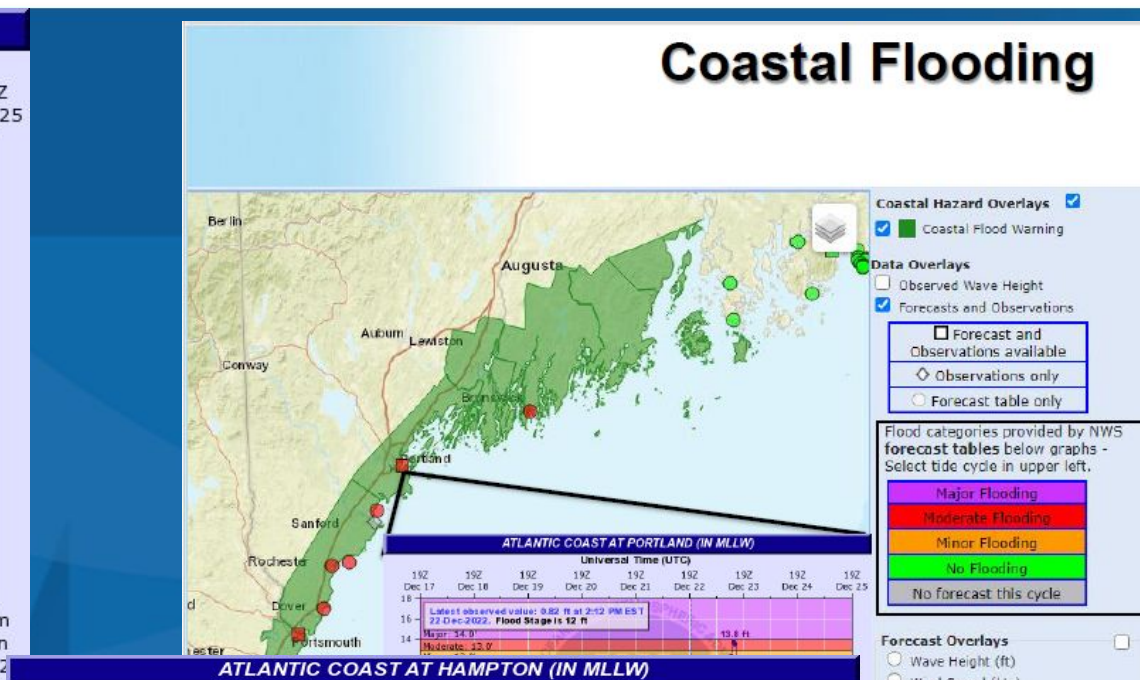 Z
25
n
n
2
Coastal Flooding
Berlin
Augusta
Auburn
Lewiston
Conway
Brunswick
Portland
Sanford
Rochester
Dover
Portsmouth
ester
Coastal Hazard Overlays
Coastal Flood Warning
Data Overlays
Observed Wave Height
Forecasts and Observations
Forecast and
Observations available
Observations only
Forecast table only
Flood categories provided by NWS
forecast tables below graphs -
Select tide cycle in upper left.
Major Flooding
Moderate Flooding
Minor Flooding
No Flooding
No forecast this cycle
Forecast Overlays
Wave Height (ft)
ATLANTIC COAST AT PORTLAND (IN MLLW)
Universal Time (UTC)
19Z 19Z 19Z 19Z 19Z 19Z 19Z 19Z 19Z
Dec 17 Dec 18 Dec 19 Dec 20 Dec 21 Dec 22 Dec 23 Dec 24 Dec 25
18
16
14
Latest observed value: 0.82 ft at 2:12 PM EST
22-Dec-2022. Flood Stage is 12 ft
Major: 14.0'
Moderate: 13.0'
13.8 ft
ATLANTIC COAST AT HAMPTON (IN MLLW)